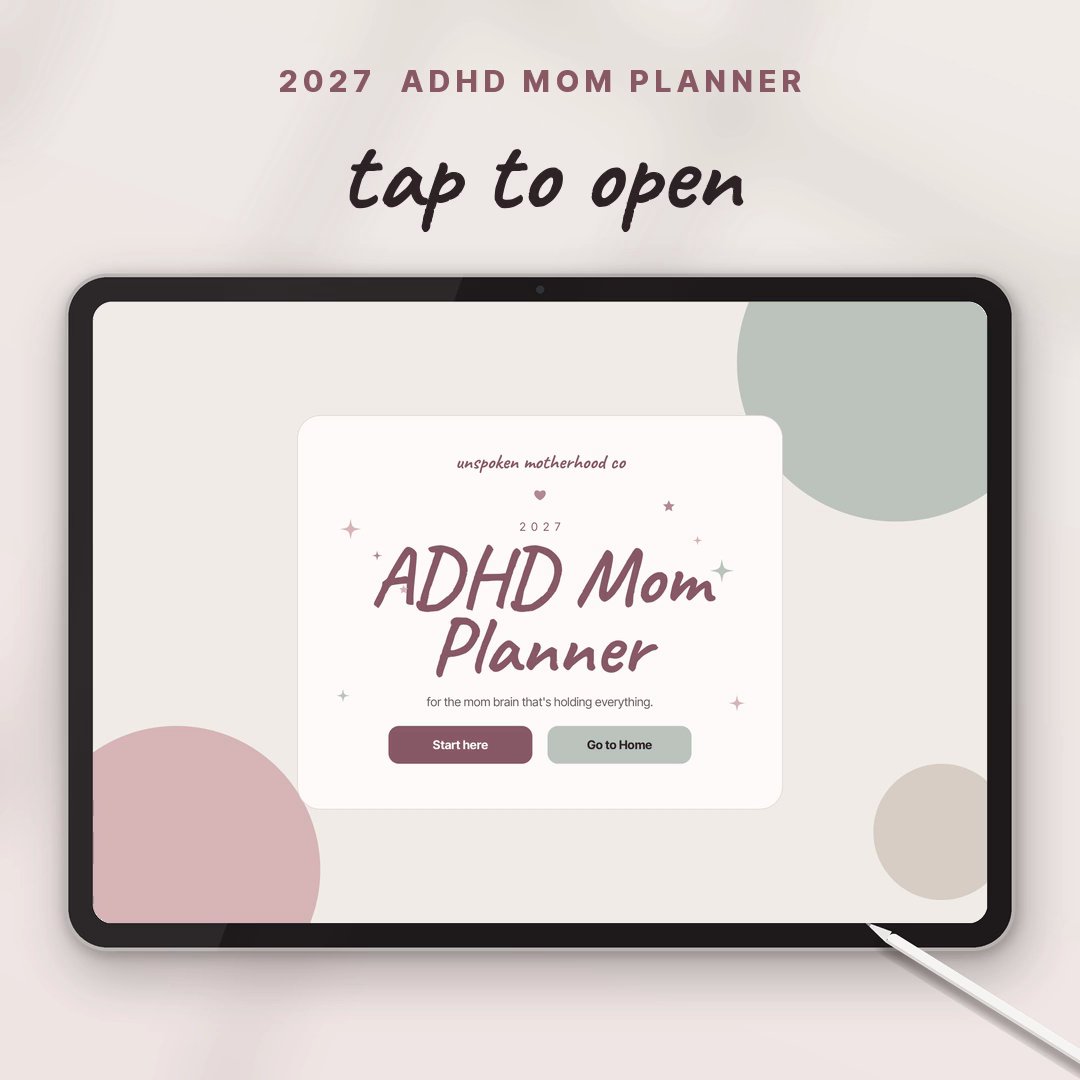 2027 ADHD MOM PLANNER
tap to open
unspoken motherhood co
2027
ADHD Mom
Planner
for the mom brain that's holding everything.
Start here
Go to Home